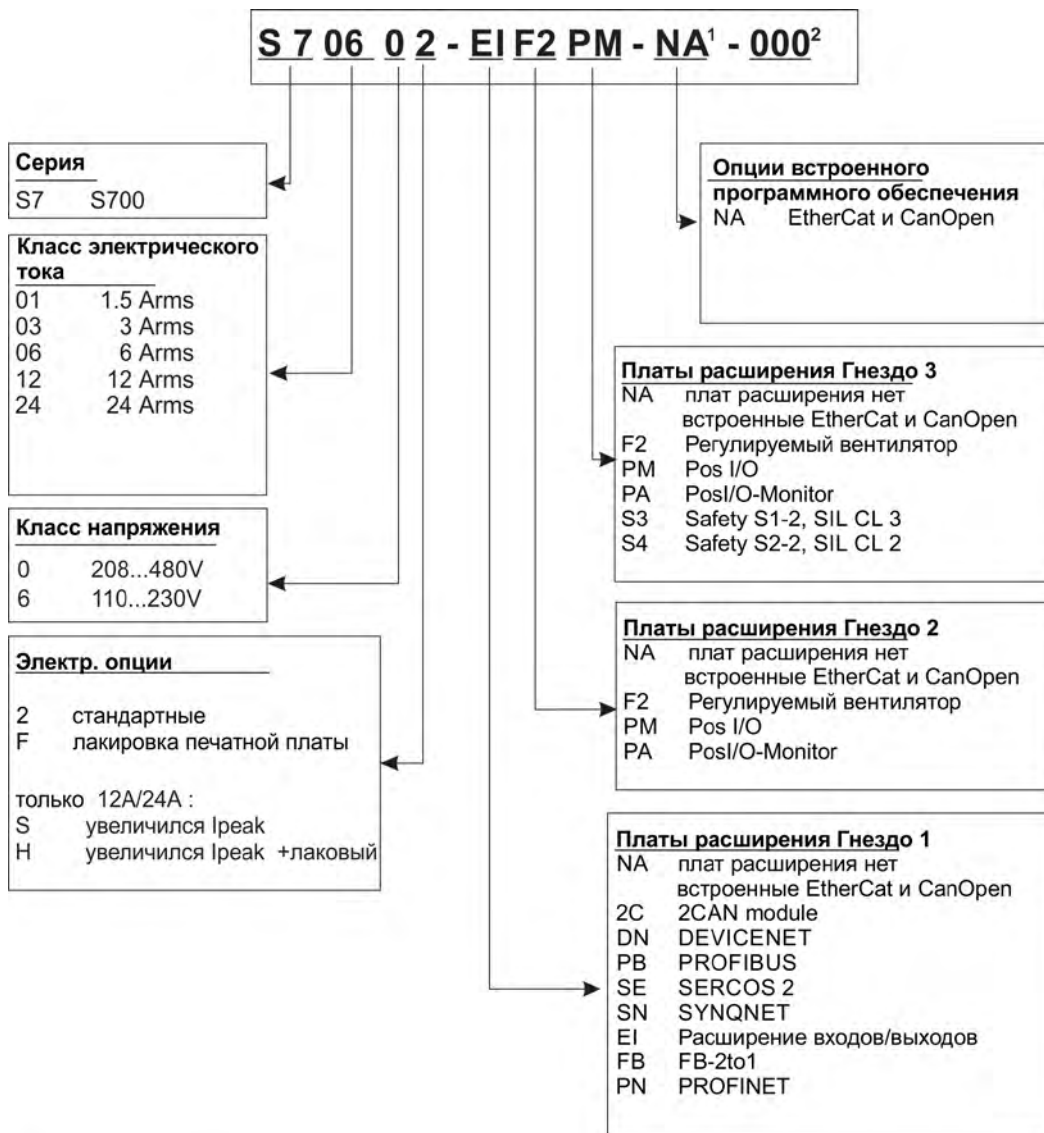 S 7 06 0 2 - EI F2 PM - NA¹ - 000²
Серия
S7 S700
Класс электрического
тока
01 1.5 Arms
03 3 Arms
06 6 Arms
12 12 Arms
24 24 Arms
Класс напряжения
0 208...480V
6 110...230V
Электр. опции
2 стандартные
F лакировка печатной платы
только 12A/24A :
S увеличился Ipeak
H увеличился Ipeak +лаковый
Опции встроенного
программного обеспечения
NA EtherCat и CanOpen
Платы расширения Гнездо 3
NA плат расширения нет
встроенные EtherCat и CanOpen
F2 Регулируемый вентилятор
PM Pos I/O
PA PosI/O-Monitor
S3 Safety S1-2, SIL CL 3
S4 Safety S2-2, SIL CL 2
Платы расширения Гнездо 2
NA плат расширения нет
встроенные EtherCat и CanOpen
F2 Регулируемый вентилятор
PM Pos I/O
PA PosI/O-Monitor
Платы расширения Гнездо 1
NA плат расширения нет
встроенные EtherCat и CanOpen
2C 2CAN module
DN DEVICENET
PB PROFIBUS
SE SERCOS 2
SN SYNQNET
EI Расширение входов/выходов
FB FB-2to1
PN PROFINET